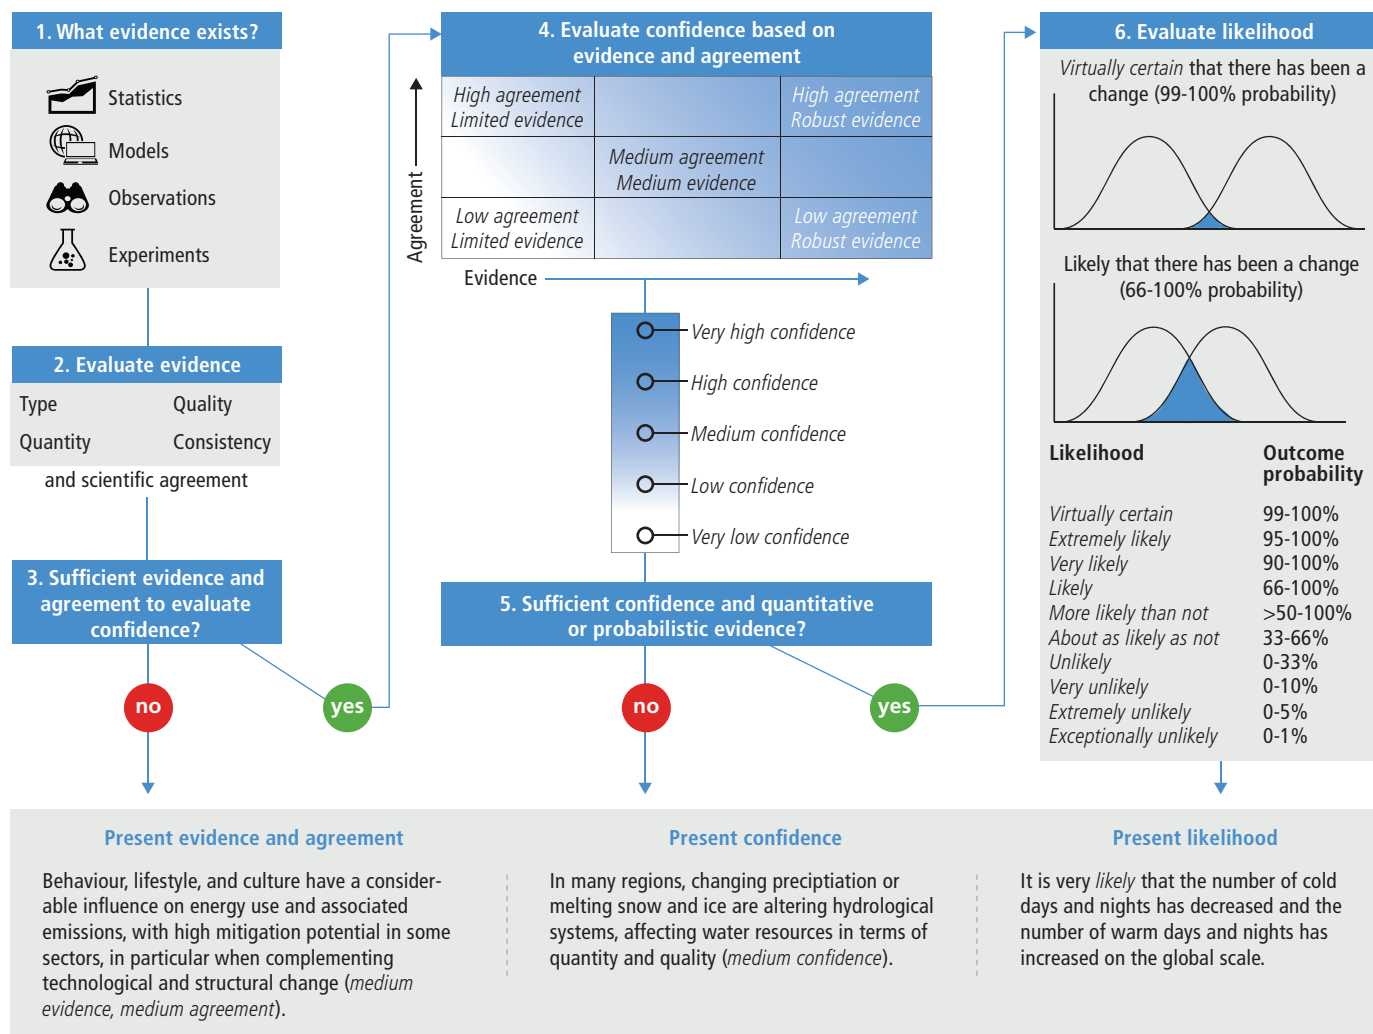 1. What evidence exists?
Statistics
Models
Observations
Experiments
2. Evaluate evidence
Type
Quality
Quantity
Consistency
and scientific agreement
3. Sufficient evidence and
agreement to evaluate
confidence?
no
yes
4. Evaluate confidence based on
evidence and agreement
Agreement
High agreement
Limited evidence
High agreement
Robust evidence
Medium agreement
Medium evidence
Low agreement
Limited evidence
Low agreement
Robust evidence
Evidence
Very high confidence
High confidence
Medium confidence
Low confidence
Very low confidence
5. Sufficient confidence and quantitative
or probabilistic evidence?
no
yes
6. Evaluate likelihood
Virtually certain that there has been a
change (99-100% probability)
Likely that there has been a change
(66-100% probability)
Likelihood
Outcome
probability
Virtually certain 99-100%
Extremely likely 95-100%
Very likely 90-100%
Likely 66-100%
More likely than not >50-100%
About as likely as not 33-66%
Unlikely 0-33%
Very unlikely 0-10%
Extremely unlikely 0-5%
Exceptionally unlikely 0-1%
Present evidence and agreement
Behaviour, lifestyle, and culture have a consider-
able influence on energy use and associated
emissions, with high mitigation potential in some
sectors, in particular when complementing
technological and structural change (medium
evidence, medium agreement).
Present confidence
In many regions, changing preciptiation or
melting snow and ice are altering hydrological
systems, affecting water resources in terms of
quantity and quality (medium confidence).
Present likelihood
It is very likely that the number of cold
days and nights has decreased and the
number of warm days and nights has
increased on the global scale.